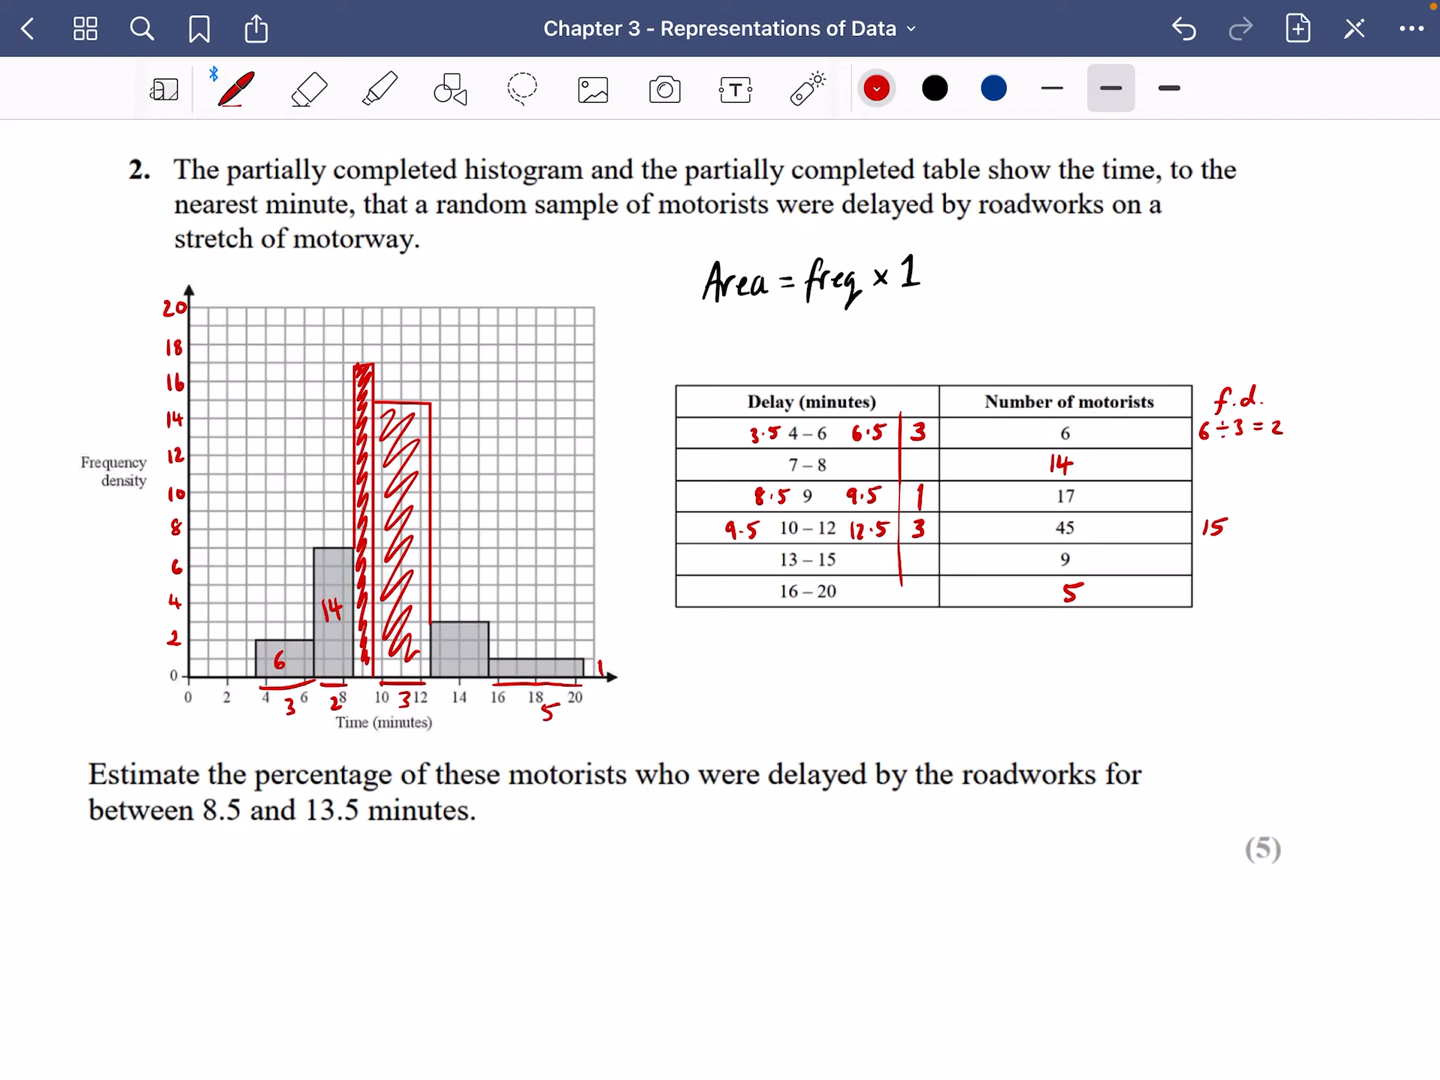 Chapter 3 - Representations of Data
T
2. The partially completed histogram and the partially completed table show the time, to the
nearest minute, that a random sample of motorists were delayed by roadworks on a
stretch of motorway.
Area = freq × 1
20
18
16
14
12
10
8
6
4
2
0
Frequency
density
6
14
1
0 2 4 6 8 10 12 14 16 18 20
3 2 3 5
Time (minutes)
Delay (minutes) Number of motorists f.d.
3.5 4 – 6 6.5 3 6 6 ÷ 3 = 2
7 – 8 14
8.5 9 9.5 1 17
9.5 10 – 12 12.5 3 45 15
13 – 15 9
16 – 20 5
Estimate the percentage of these motorists who were delayed by the roadworks for
between 8.5 and 13.5 minutes.
(5)